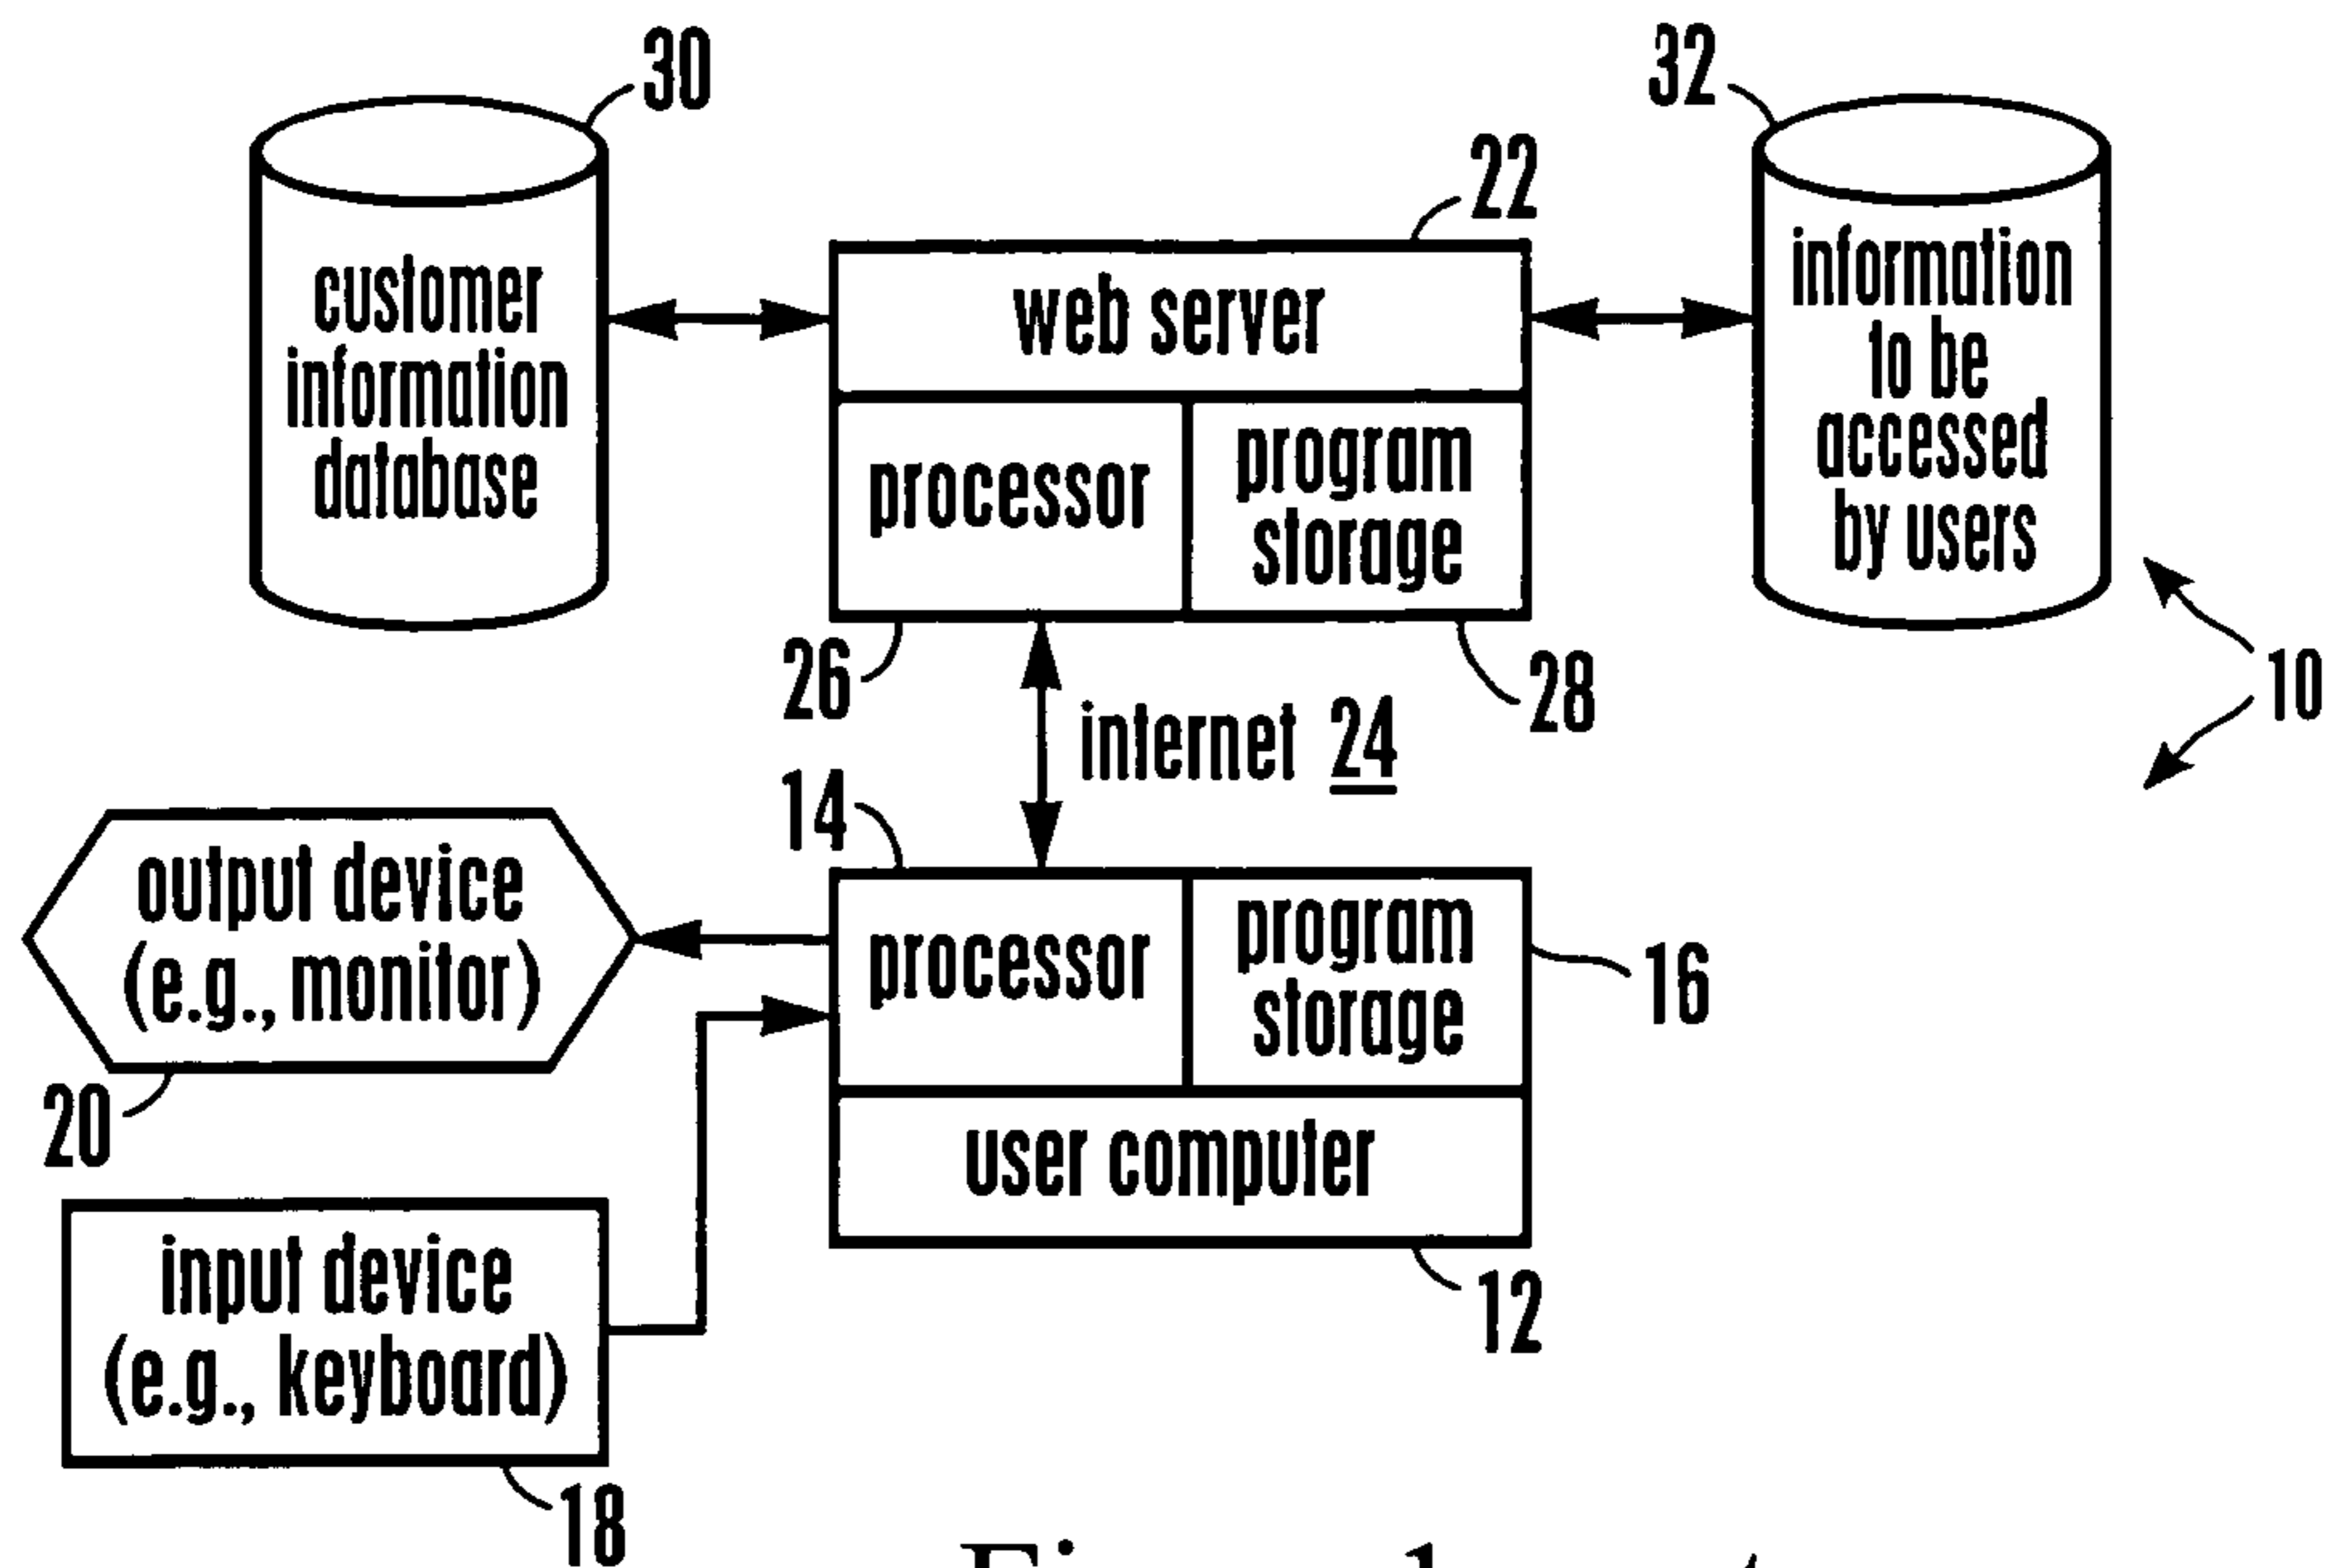 30
32
22
customer
information
database
web server
information
to be
accessed
by users
processor
program
storage
26
28
10
internet 24
14
output device
(e.g., monitor)
processor
program
storage
16
20
user computer
input device
(e.g., keyboard)
12
18